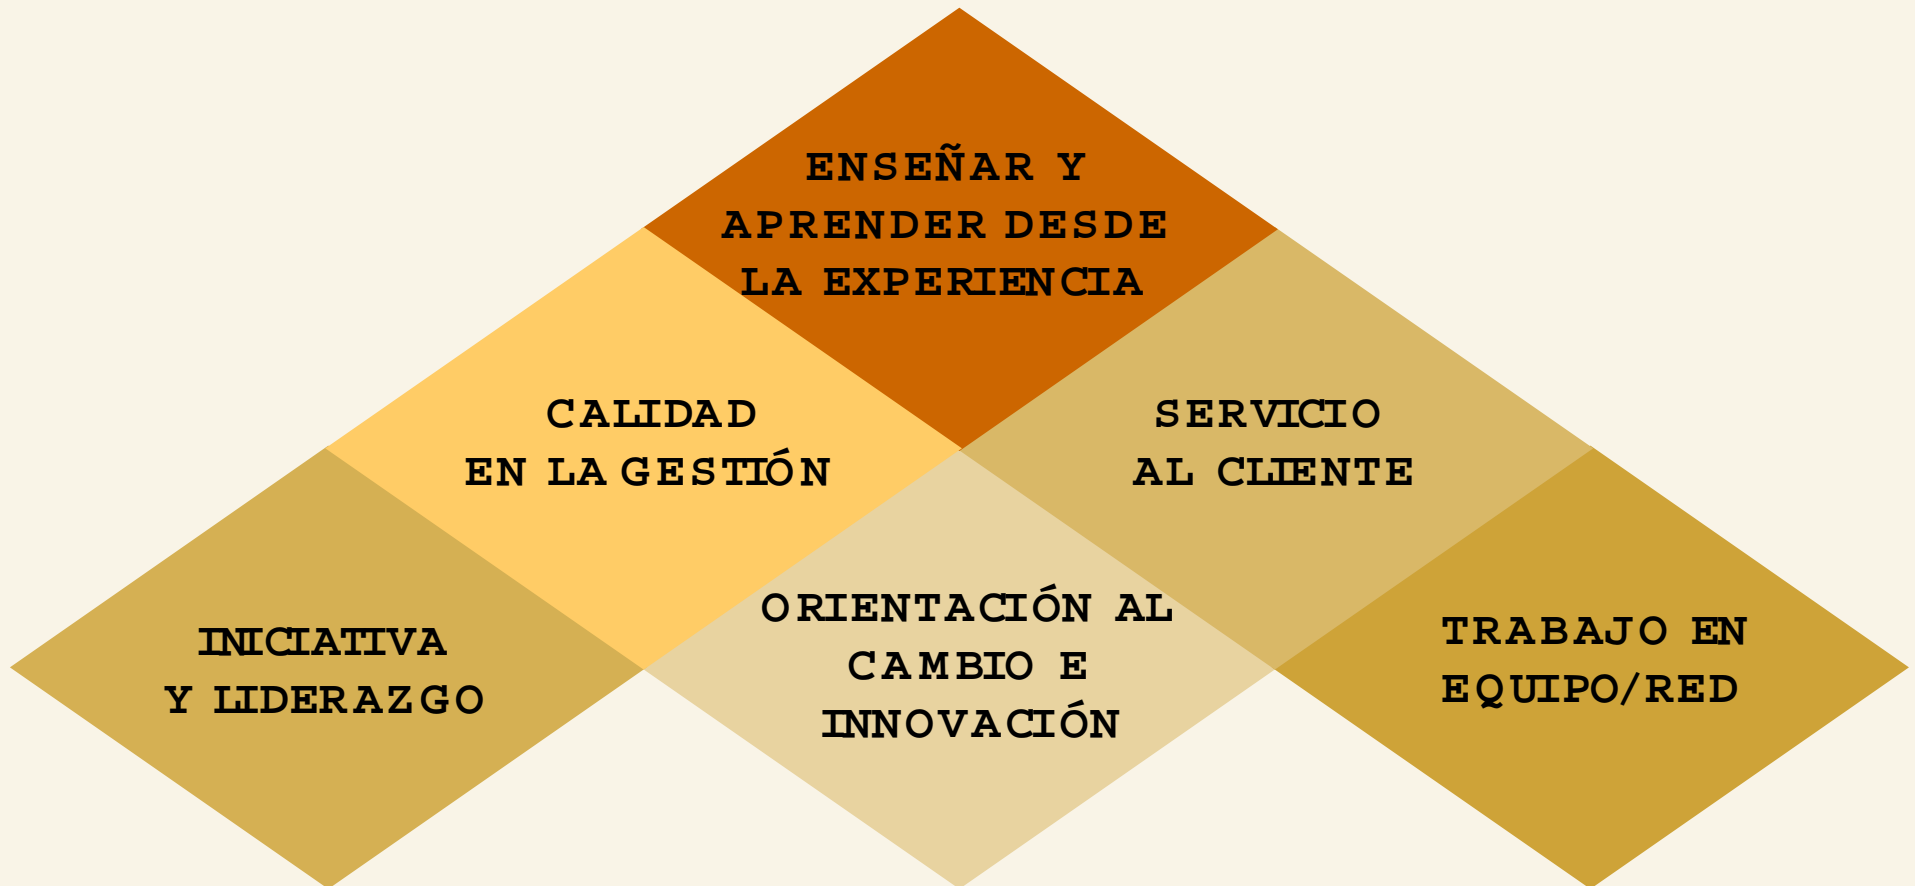 ENSEÑAR Y
APRENDER DESDE
LA EXPERIENCIA
CALIDAD
EN LA GESTIÓN
SERVICIO
AL CLIENTE
INICIATIVA
Y LIDERAZGO
ORIENTACIÓN AL
CAMBIO E
INNOVACIÓN
TRABAJO EN
EQUIPO/RED